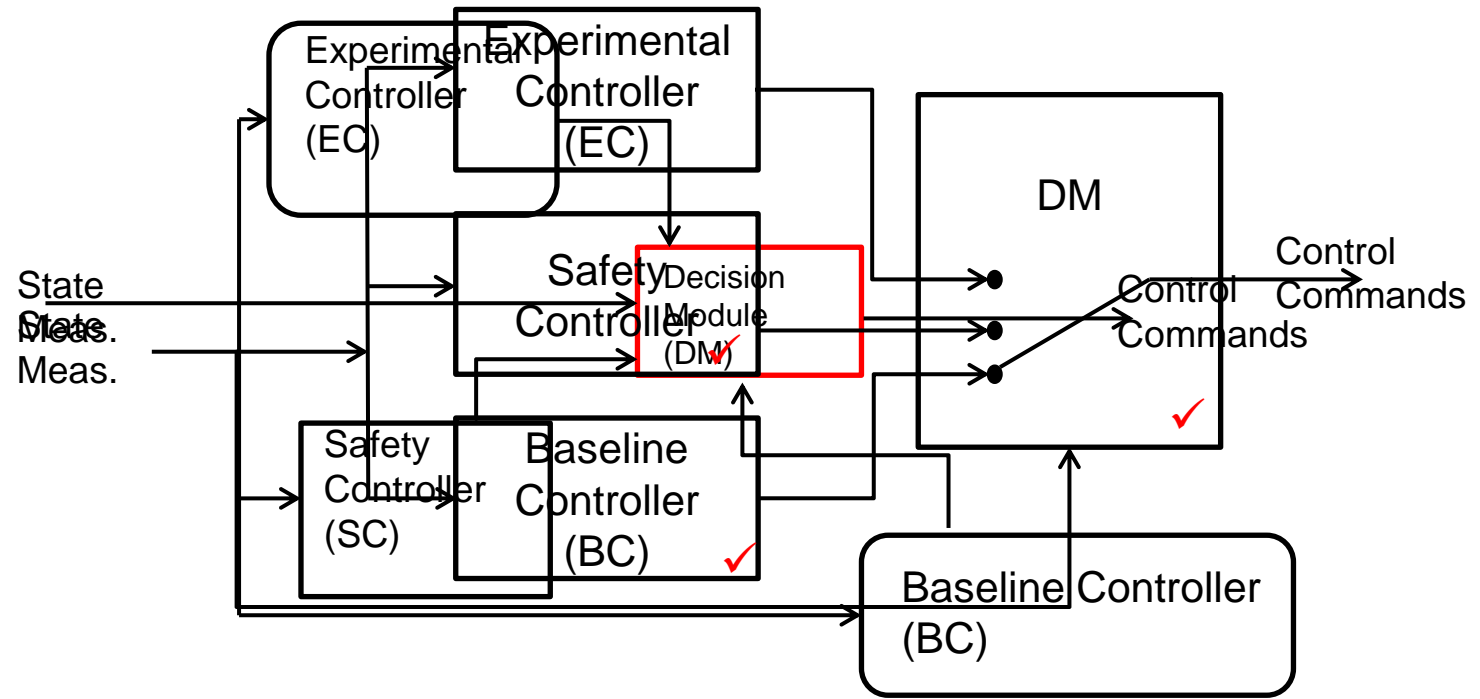 Experimental
Controller
(EC)
Experimental
Controller
(EC)
DM
State
Meas.
State
Meas.
Safety
Controller
Decision
Module
(DM)
Control
Commands
Control
Commands
Safety
Controller
(SC)
Baseline
Controller
(BC)
Baseline Controller
(BC)